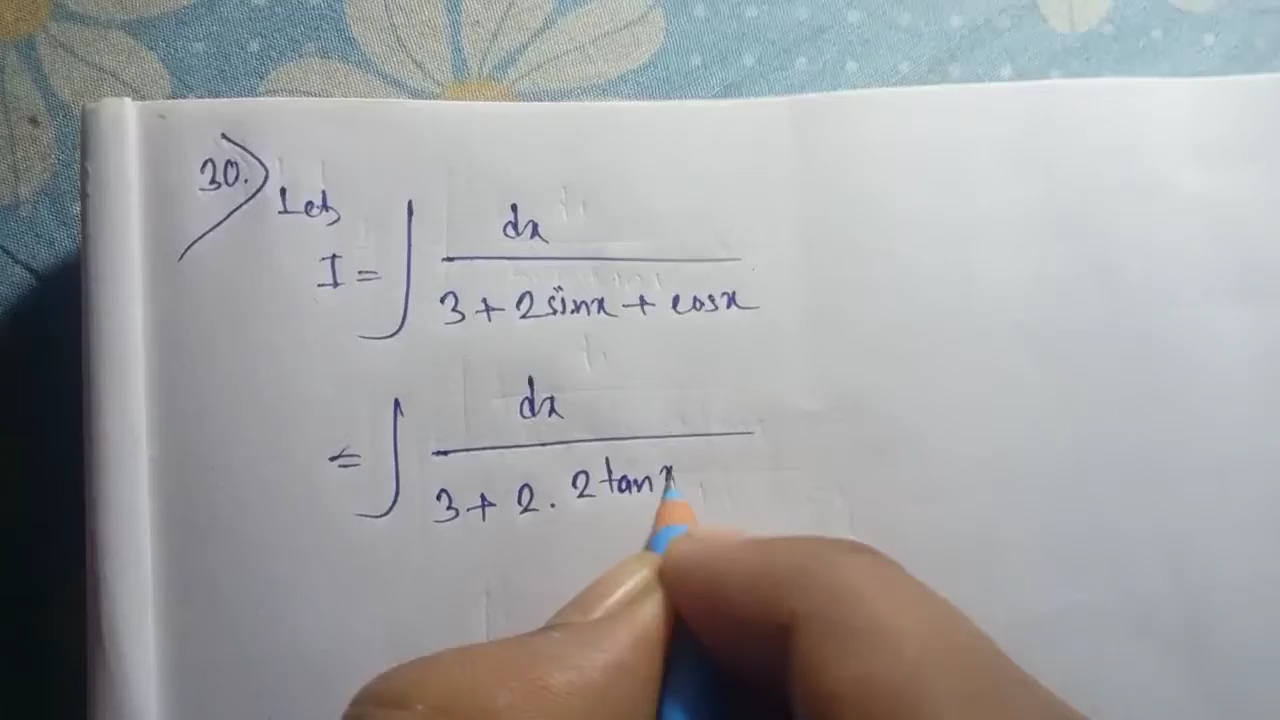 30.
Let
I = ∫ dx / 3 + 2sinx + cosx
= ∫ dx / 3 + 2. 2tan x